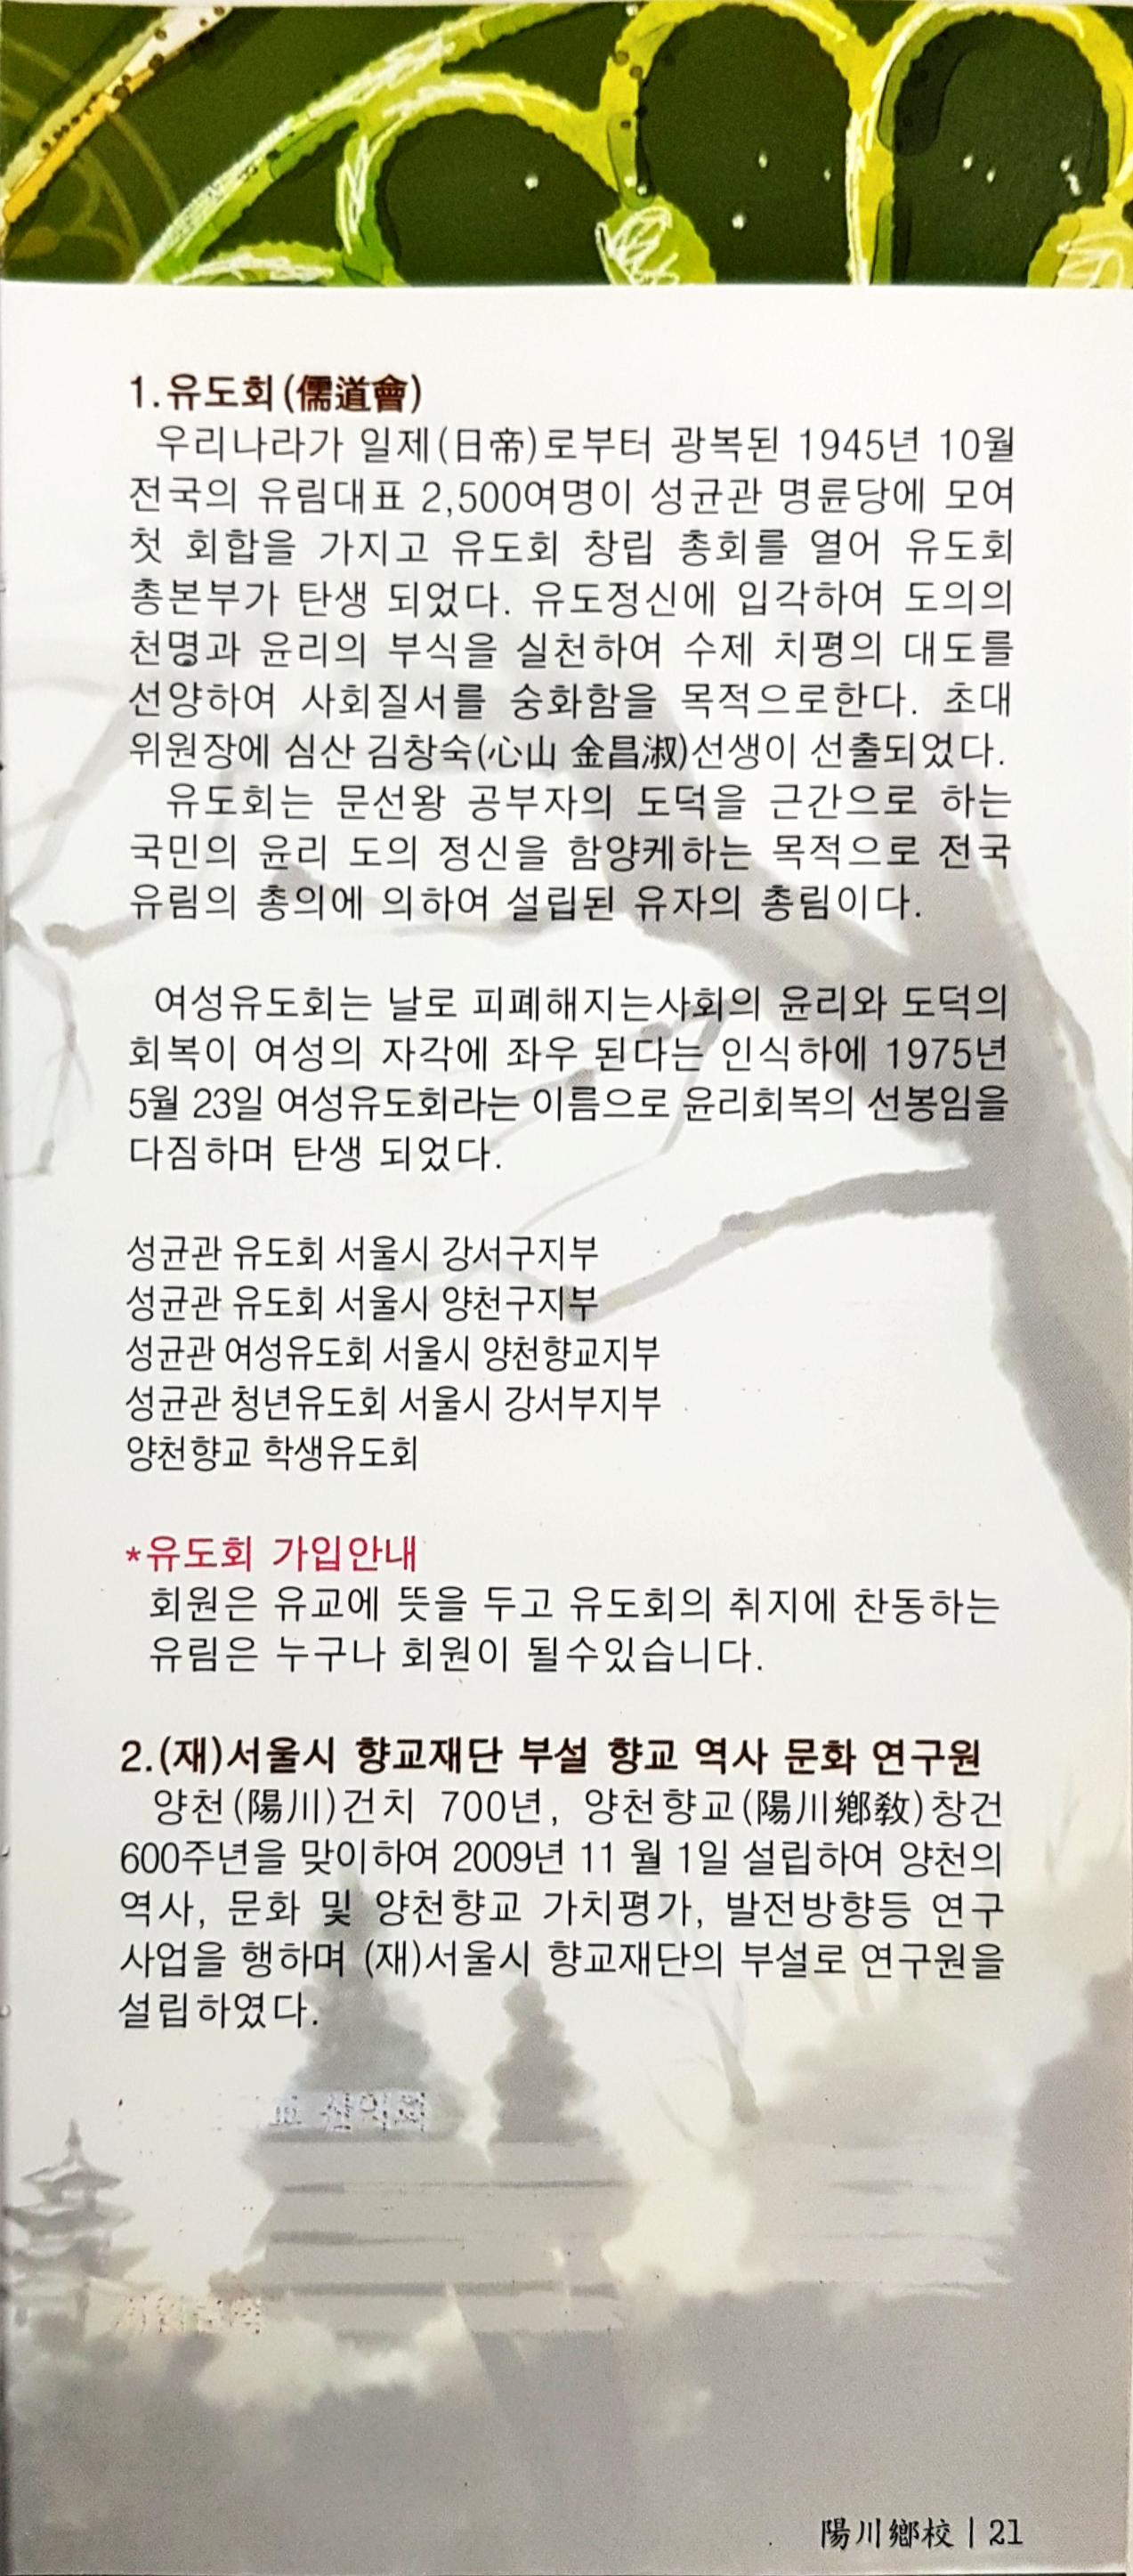 1.유도회(儒道會)
우리나라가 일제(日帝)로부터 광복된 1945년 10월
전국의 유림대표 2,500여명이 성균관 명륜당에 모여
첫 회합을 가지고 유도회 창립 총회를 열어 유도회
총본부가 탄생 되었다. 유도정신에 입각하여 도의의
천명과 윤리의 부식을 실천하여 수제 치평의 대도를
선양하여 사회질서를 숭화함을 목적으로한다. 초대
위원장에 심산 김창숙(心山 金昌淑)선생이 선출되었다.
유도회는 문선왕 공부자의 도덕을 근간으로 하는
국민의 윤리 도의 정신을 함양케하는 목적으로 전국
유림의 총의에 의하여 설립된 유자의 총림이다.
여성유도회는 날로 피폐해지는사회의 윤리와 도덕의
회복이 여성의 자각에 좌우 된다는 인식하에 1975년
5월 23일 여성유도회라는 이름으로 윤리회복의 선봉임을
다짐하며 탄생 되었다.
성균관 유도회 서울시 강서구지부
성균관 유도회 서울시 양천구지부
성균관 여성유도회 서울시 양천향교지부
성균관 청년유도회 서울시 강서부지부
양천향교 학생유도회
*유도회 가입안내
회원은 유교에 뜻을 두고 유도회의 취지에 찬동하는
유림은 누구나 회원이 될수있습니다.
2.(재)서울시 향교재단 부설 향교 역사 문화 연구원
양천(陽川)건치 700년, 양천향교(陽川鄕敎)창건
600주년을 맞이하여 2009년 11 월 1일 설립하여 양천의
역사, 문화 및 양천향교 가치평가, 발전방향등 연구
사업을 행하며 (재)서울시 향교재단의 부설로 연구원을
설립하였다.
陽川鄕校 | 21